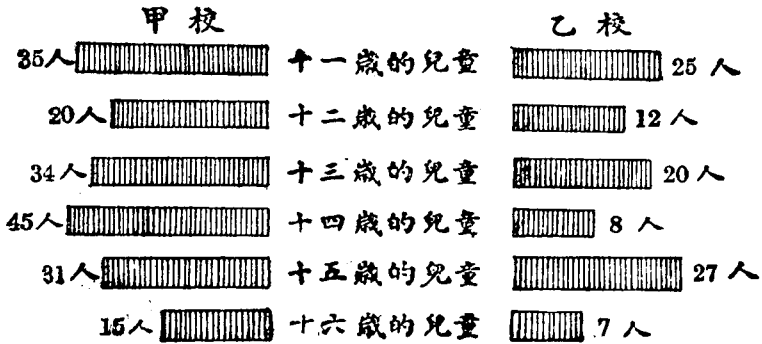 甲校 乙校
35人 十一歲的兒童 25人
20人 十二歲的兒童 12人
34人 十三歲的兒童 20人
45人 十四歲的兒童 8人
31人 十五歲的兒童 27人
15人 十六歲的兒童 7人